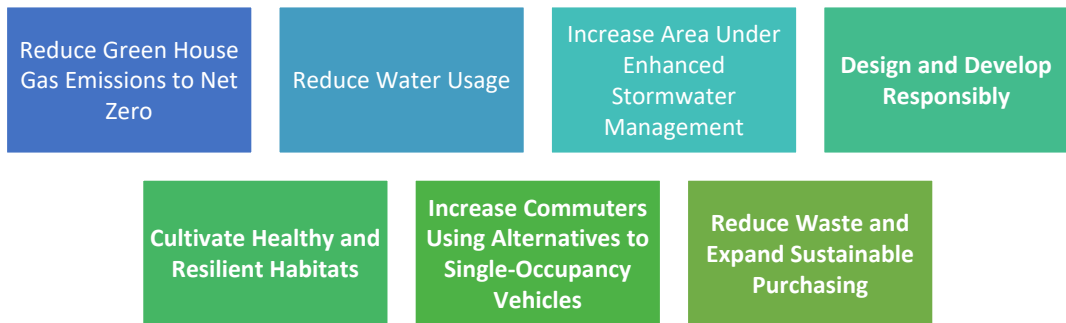 Reduce Green House
Gas Emissions to Net
Zero
Reduce Water Usage
Increase Area Under
Enhanced
Stormwater
Management
Design and Develop
Responsibly
Cultivate Healthy and
Resilient Habitats
Increase Commuters
Using Alternatives to
Single-Occupancy
Vehicles
Reduce Waste and
Expand Sustainable
Purchasing